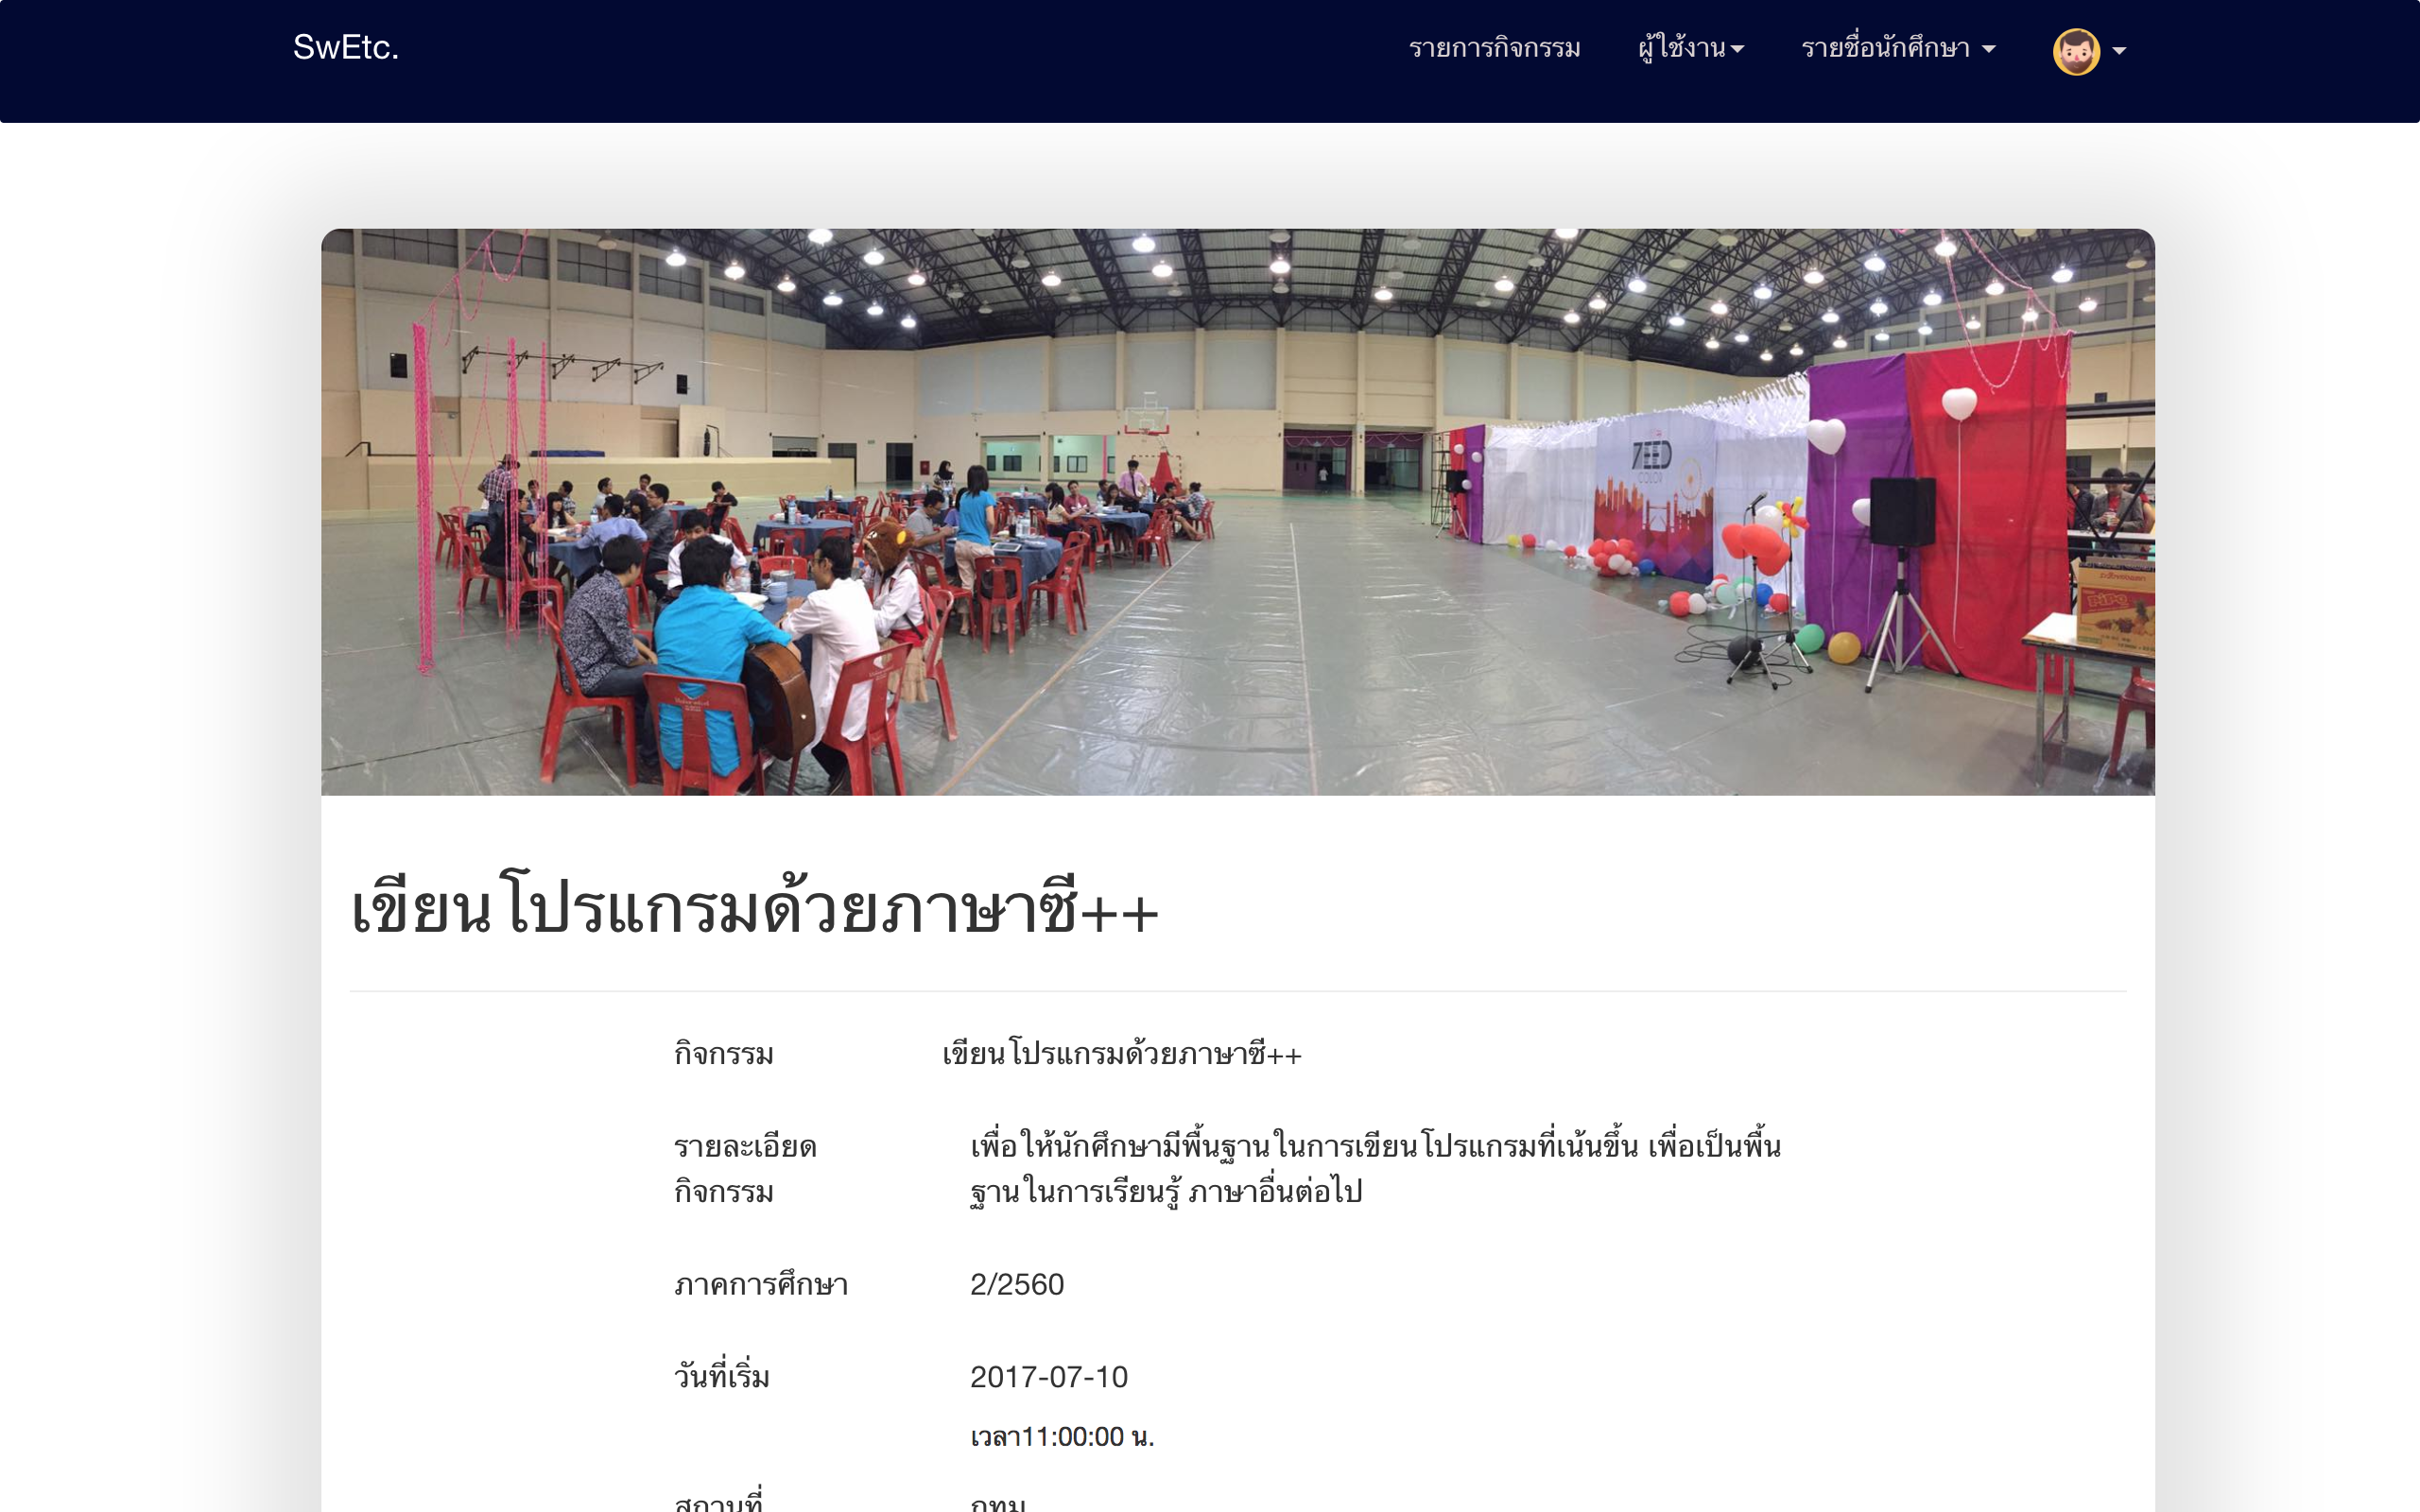 SwEtc.
รายการกิจกรรม
ผู้ใช้งาน
รายชื่อนักศึกษา
7EED
COLOR
เขียนโปรแกรมด้วยภาษาซี++
กิจกรรม
เขียนโปรแกรมด้วยภาษาซี++
รายละเอียด
กิจกรรม
เพื่อให้นักศึกษามีพื้นฐานในการเขียนโปรแกรมที่เน้นขึ้น เพื่อเป็นพื้น
ฐานในการเรียนรู้ ภาษาอื่นต่อไป
ภาคการศึกษา
2/2560
วันที่เริ่ม
2017-07-10
เวลา11:00:00 น.
สถานที่